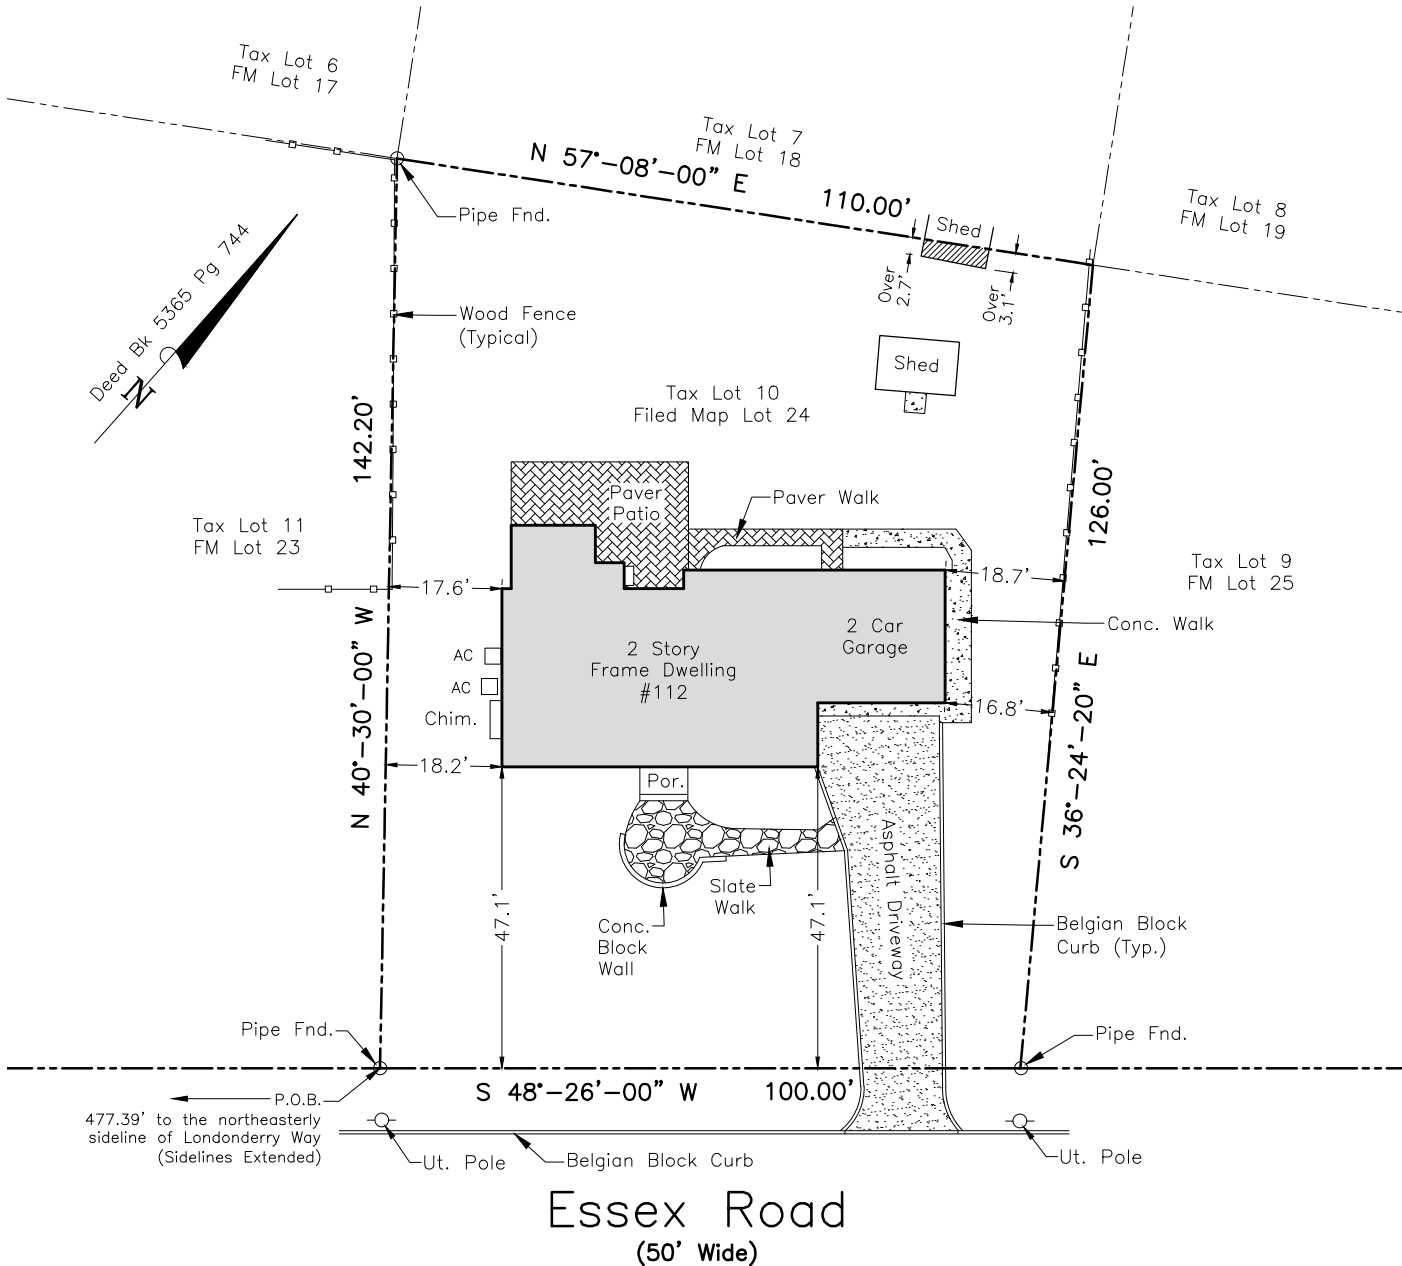 Tax Lot 6
FM Lot 17
Tax Lot 7
FM Lot 18
N 57°-08'-00" E
110.00'
Tax Lot 8
FM Lot 19
Pipe Fnd.
Shed
Over
2.7'
Over
3.1'
Deed Bk 5365 Pg 744
N
Wood Fence
(Typical)
Shed
Tax Lot 10
Filed Map Lot 24
142.20'
126.00'
Paver
Patio
Paver Walk
Tax Lot 11
FM Lot 23
Tax Lot 9
FM Lot 25
17.6'
18.7'
Conc. Walk
2 Car
Garage
2 Story
Frame Dwelling
#112
AC
AC
Chim.
16.8'
N 40°-30'-00" W
S 36°-24'-20" E
18.2'
Por.
Asphalt Driveway
Slate
Walk
47.1'
47.1'
Conc.
Block
Wall
Belgian Block
Curb (Typ.)
Pipe Fnd.
Pipe Fnd.
S 48°-26'-00" W
100.00'
P.O.B.
477.39' to the northeasterly
sideline of Londonderry Way
(Sidelines Extended)
Ut. Pole
Belgian Block Curb
Ut. Pole
Essex Road
(50' Wide)